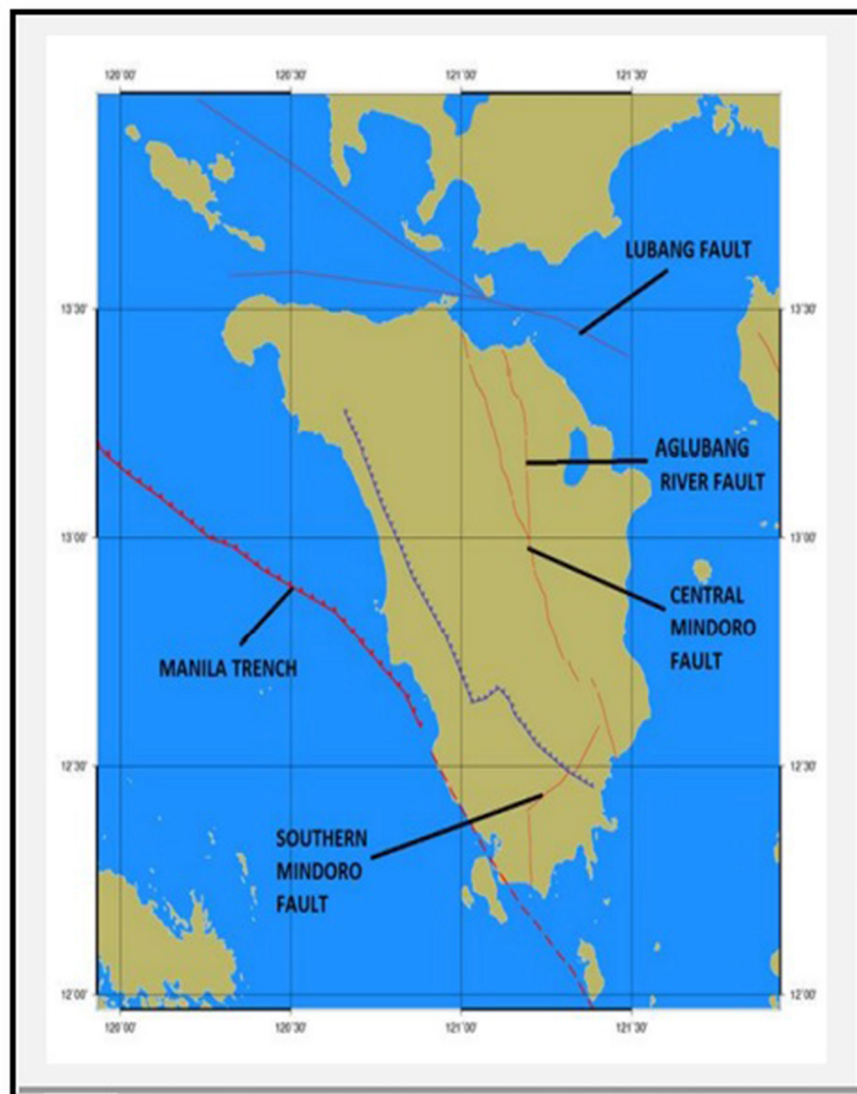 120°00' 120°30' 121°00' 121°30'
LUBANG FAULT
13°30' 13°30'
AGLUBANG
RIVER FAULT
13°00' 13°00'
CENTRAL
MINDORO
FAULT
MANILA TRENCH
12°30' 12°30'
SOUTHERN
MINDORO
FAULT
12°00' 12°00'
120°00' 120°30' 121°00' 121°30'